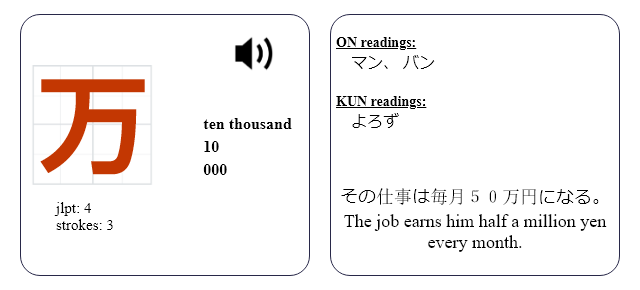 万
ten thousand
10
000
jlpt: 4
strokes: 3
ON readings:
マン、バン
KUN readings:
よろず
その仕事は毎月５０万円になる。
The job earns him half a million yen
every month.